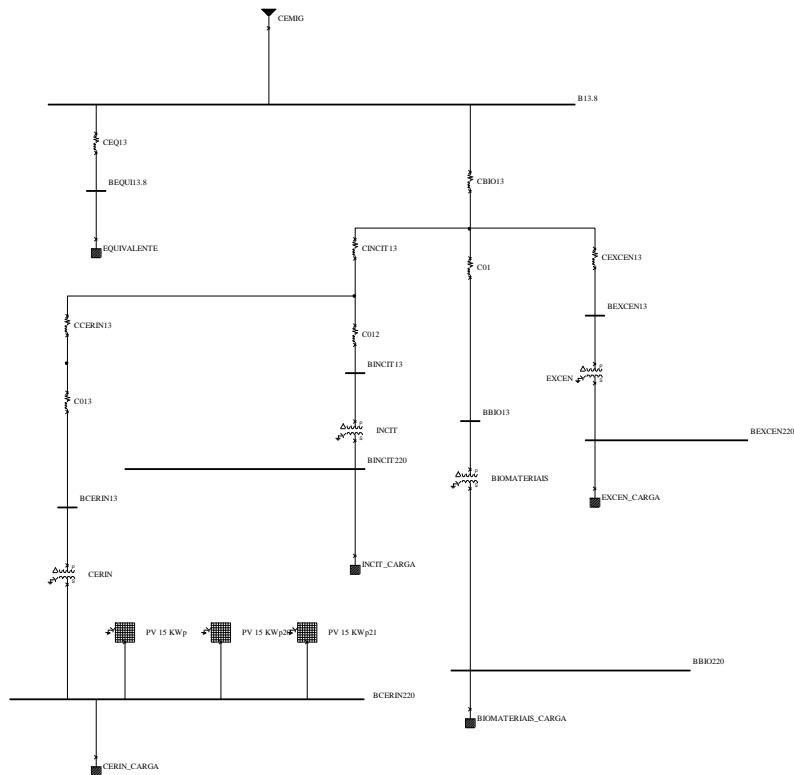 CEMIG
B13.8
CEQ13
CBIO13
BEQUI13.8
EQUIVALENTE
CINCIT13
C01
CEXCEN13
BEXCEN13
CCERIN13
C012
BINCIT13
EXCEN
P
S
C013
INCIT
P
S
BBIO13
BEXCEN220
BINCIT220
BIOMATERIAIS
P
S
BCERIN13
EXCEN_CARGA
CERIN
P
S
INCIT_CARGA
PV 15 KWp
PV 15 KWp20
PV 15 KWp21
BBIO220
BCERIN220
BIOMATERIAIS_CARGA
CERIN_CARGA